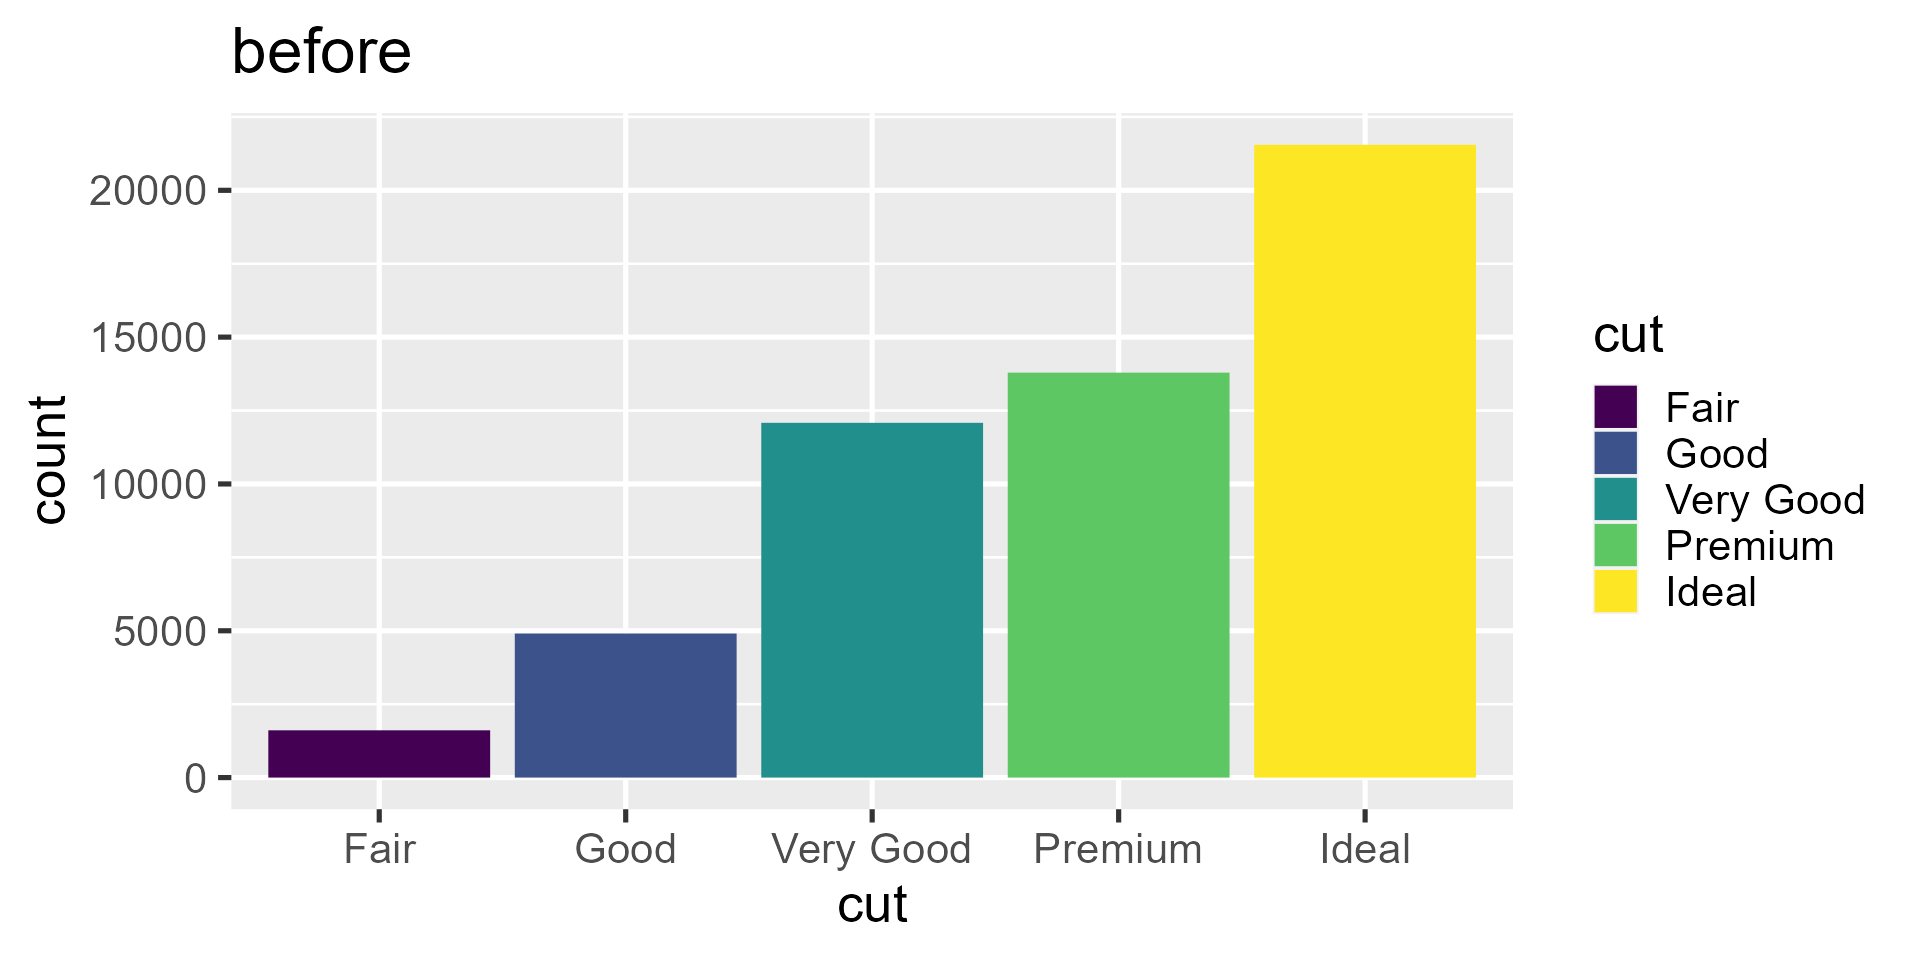 before
count
20000
15000
10000
5000
0
Fair Good Very Good Premium Ideal
cut
cut
Fair
Good
Very Good
Premium
Ideal